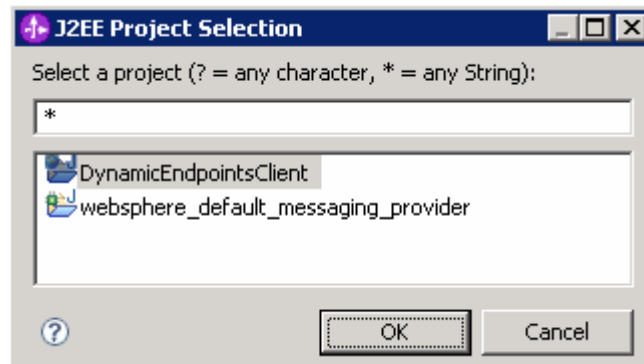 J2EE Project Selection
Select a project (? = any character, * = any String):
*
DynamicEndpointsClient
websphere_default_messaging_provider
?
OK
Cancel